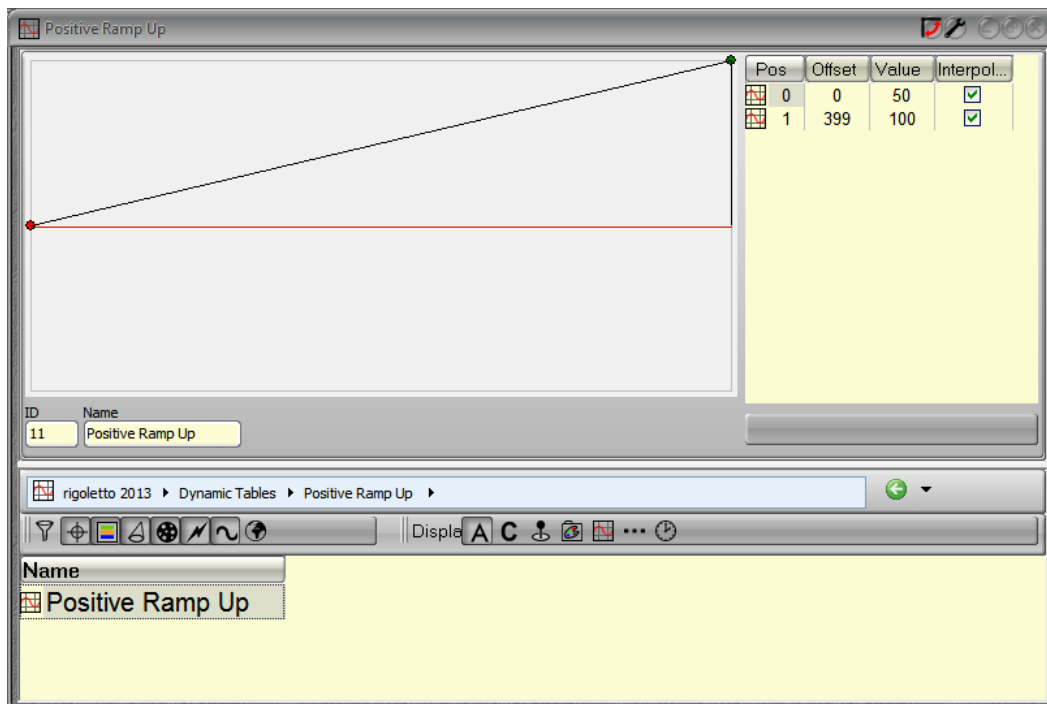 Positive Ramp Up
Pos Offset Value Interpol...
0 0 50
1 399 100
ID Name
11 Positive Ramp Up
rigoletto 2013 Dynamic Tables Positive Ramp Up
Displa A C
Name
Positive Ramp Up